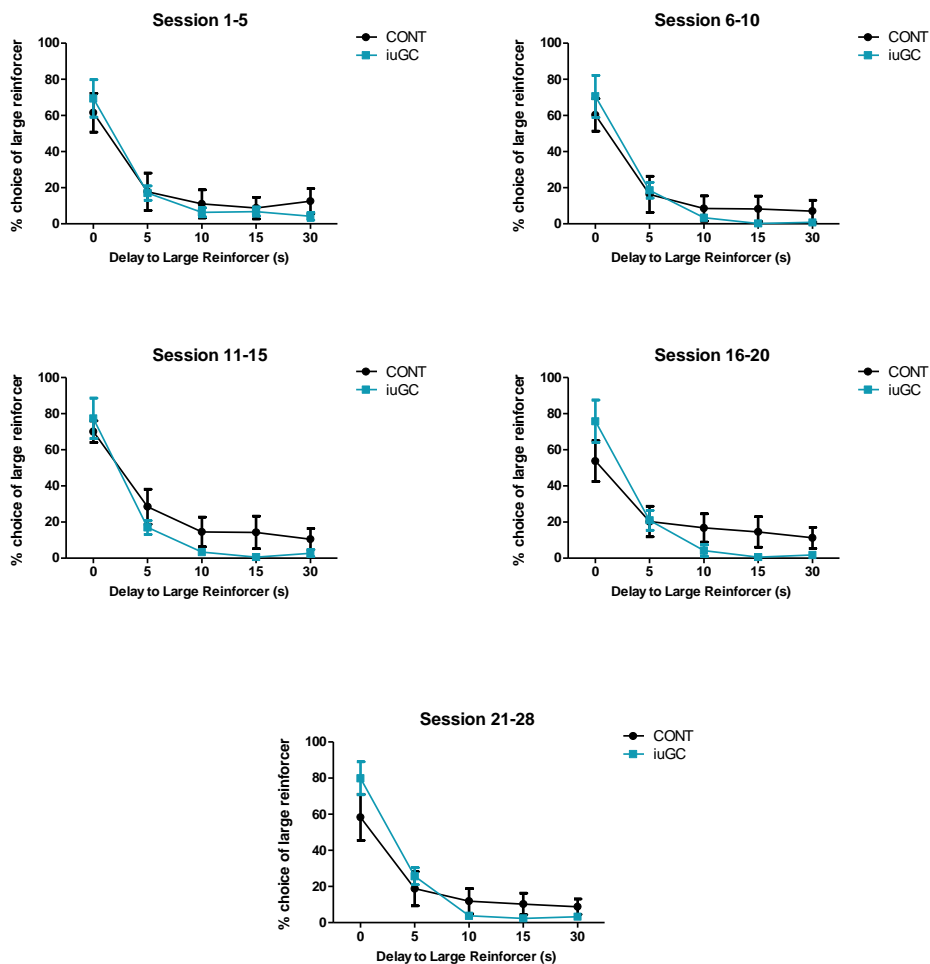 Session 1-5
CONT
iuGC
% choice of large reinforcer
100
80
60
40
20
0
0 5 10 15 30
Delay to Large Reinforcer (s)
Session 6-10
CONT
iuGC
% choice of large reinforcer
100
80
60
40
20
0
0 5 10 15 30
Delay to Large Reinforcer (s)
Session 11-15
CONT
iuGC
% choice of large reinforcer
100
80
60
40
20
0
0 5 10 15 30
Delay to Large Reinforcer (s)
Session 16-20
CONT
iuGC
% choice of large reinforcer
100
80
60
40
20
0
0 5 10 15 30
Delay to Large Reinforcer (s)
Session 21-28
CONT
iuGC
% choice of large reinforcer
100
80
60
40
20
0
0 5 10 15 30
Delay to Large Reinforcer (s)